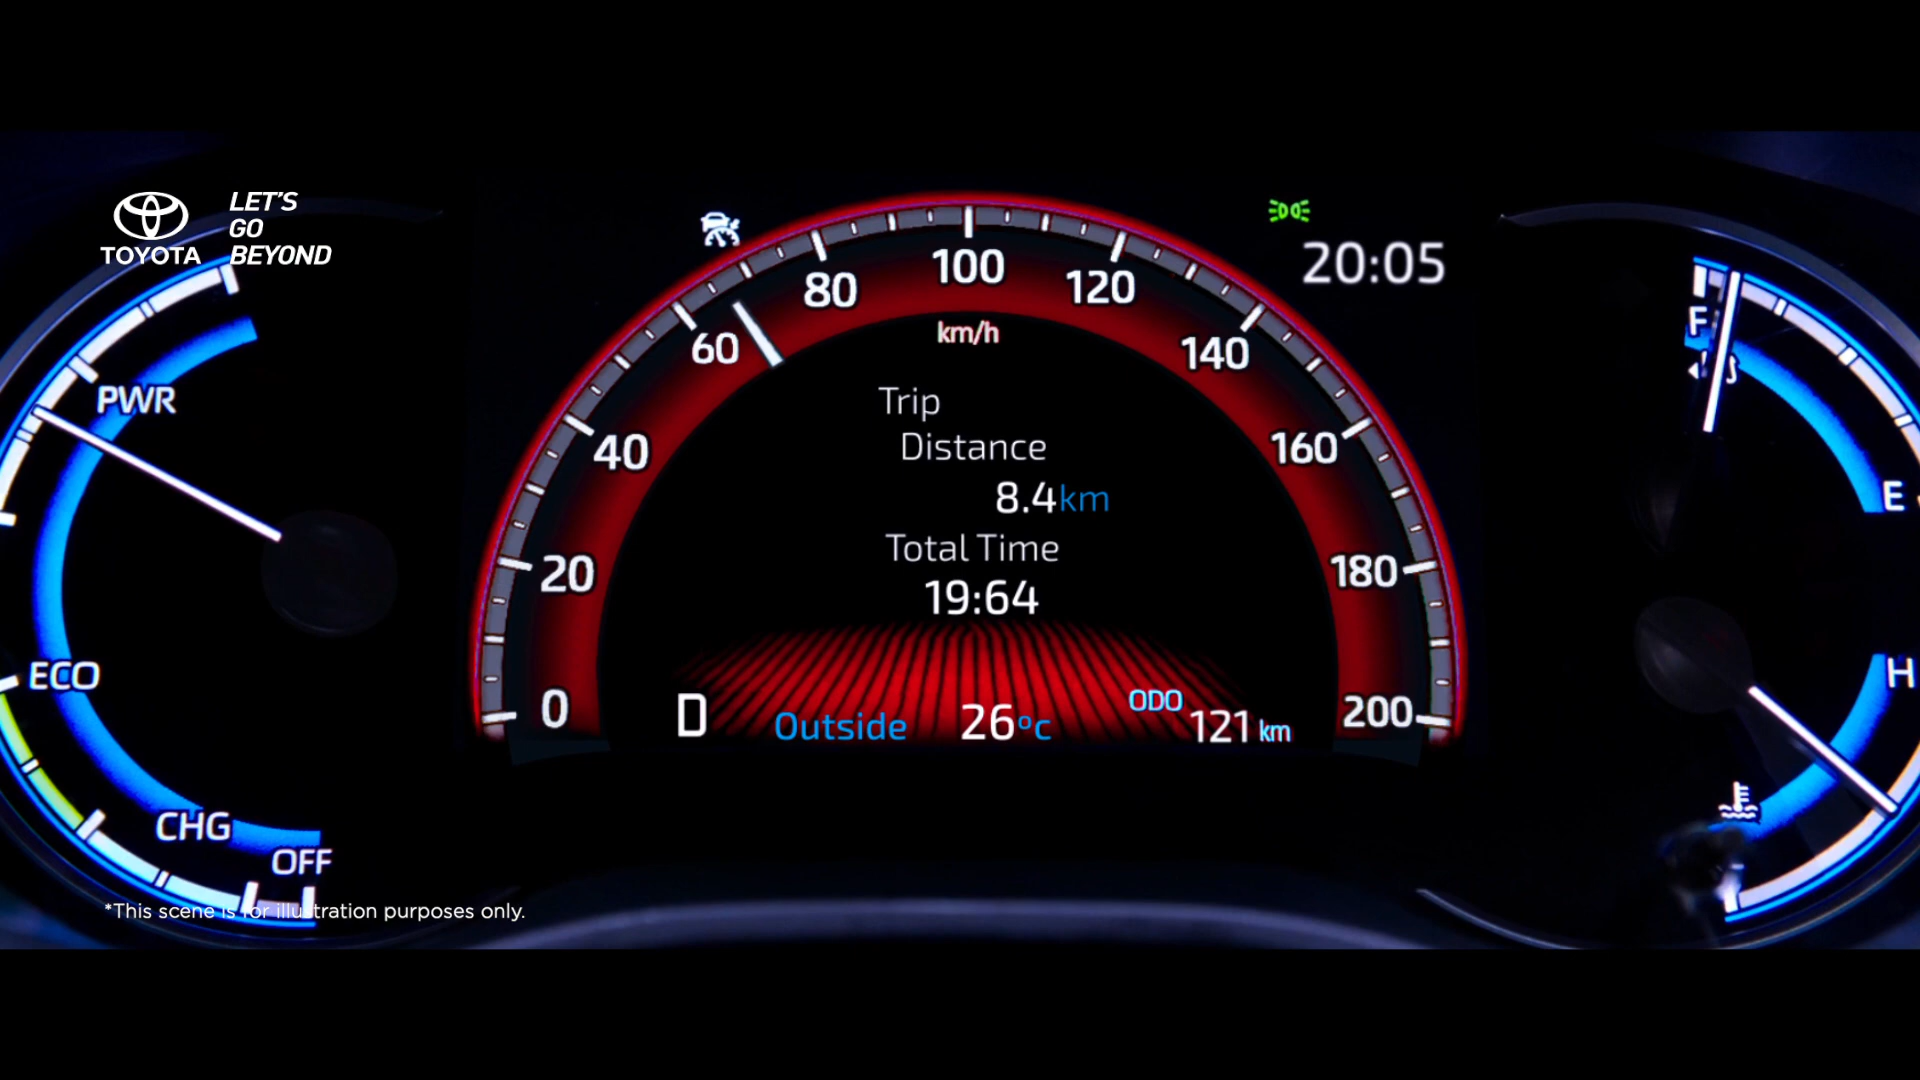 TOYOTA
LET'S
GO
BEYOND
20:05
0
20
40
60
80
100
120
140
160
180
200
km/h
Trip
Distance
8.4km
Total Time
19:64
D
Outside 26°c
ODO
121 km
PWR
ECO
CHG
OFF
F
E
H
*This scene is for illustration purposes only.